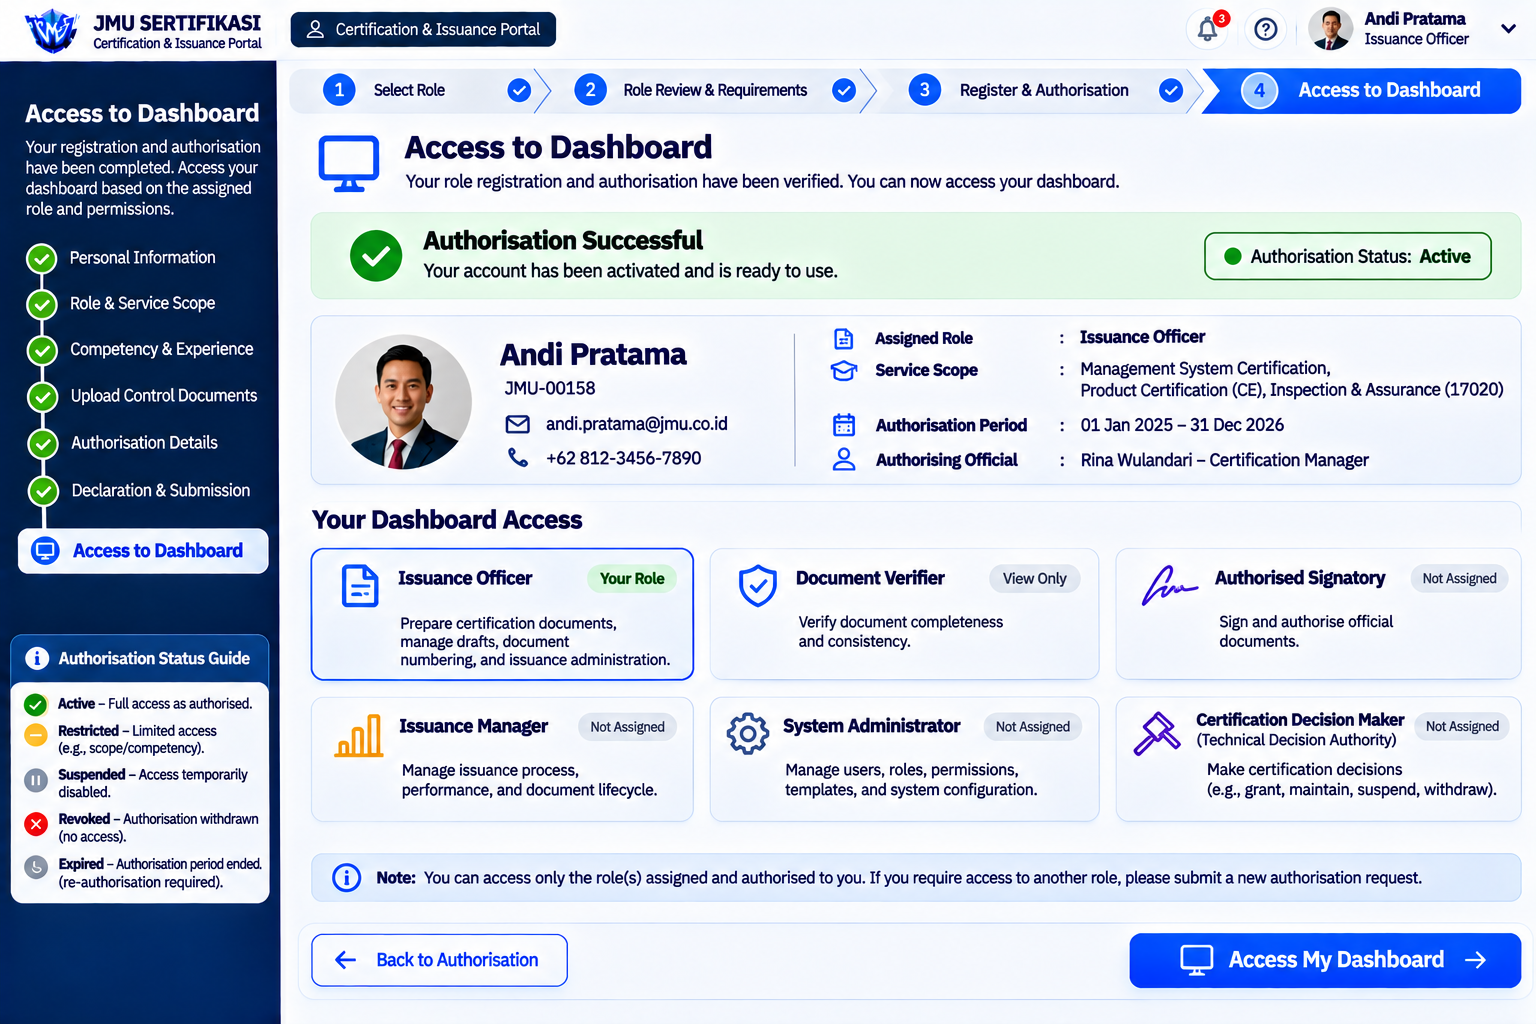 JMU SERTIFIKASI
Certification & Issuance Portal
Certification & Issuance Portal
3
Andi Pratama
Issuance Officer
Access to Dashboard
Your registration and authorisation
have been completed. Access your
dashboard based on the assigned
role and permissions.
Personal Information
Role & Service Scope
Competency & Experience
Upload Control Documents
Authorisation Details
Declaration & Submission
Access to Dashboard
Authorisation Status Guide
Active – Full access as authorised.
Restricted – Limited access
(e.g., scope/competency).
Suspended – Access temporarily
disabled.
Revoked – Authorisation withdrawn
(no access).
Expired – Authorisation period ended.
(re-authorisation required).
1 Select Role
2 Role Review & Requirements
3 Register & Authorisation
4 Access to Dashboard
Access to Dashboard
Your role registration and authorisation have been verified. You can now access your dashboard.
Authorisation Successful
Your account has been activated and is ready to use.
Authorisation Status: Active
Andi Pratama
JMU-00158
andi.pratama@jmu.co.id
+62 812-3456-7890
Assigned Role : Issuance Officer
Service Scope : Management System Certification,
Product Certification (CE), Inspection & Assurance (17020)
Authorisation Period : 01 Jan 2025 – 31 Dec 2026
Authorising Official : Rina Wulandari – Certification Manager
Your Dashboard Access
Issuance Officer
Your Role
Prepare certification documents,
manage drafts, document
numbering, and issuance administration.
Document Verifier
View Only
Verify document completeness
and consistency.
Authorised Signatory
Not Assigned
Sign and authorise official
documents.
Issuance Manager
Not Assigned
Manage issuance process,
performance, and document lifecycle.
System Administrator
Not Assigned
Manage users, roles, permissions,
templates, and system configuration.
Certification Decision Maker
(Technical Decision Authority)
Not Assigned
Make certification decisions
(e.g., grant, maintain, suspend, withdraw).
Note: You can access only the role(s) assigned and authorised to you. If you require access to another role, please submit a new authorisation request.
Back to Authorisation
Access My Dashboard